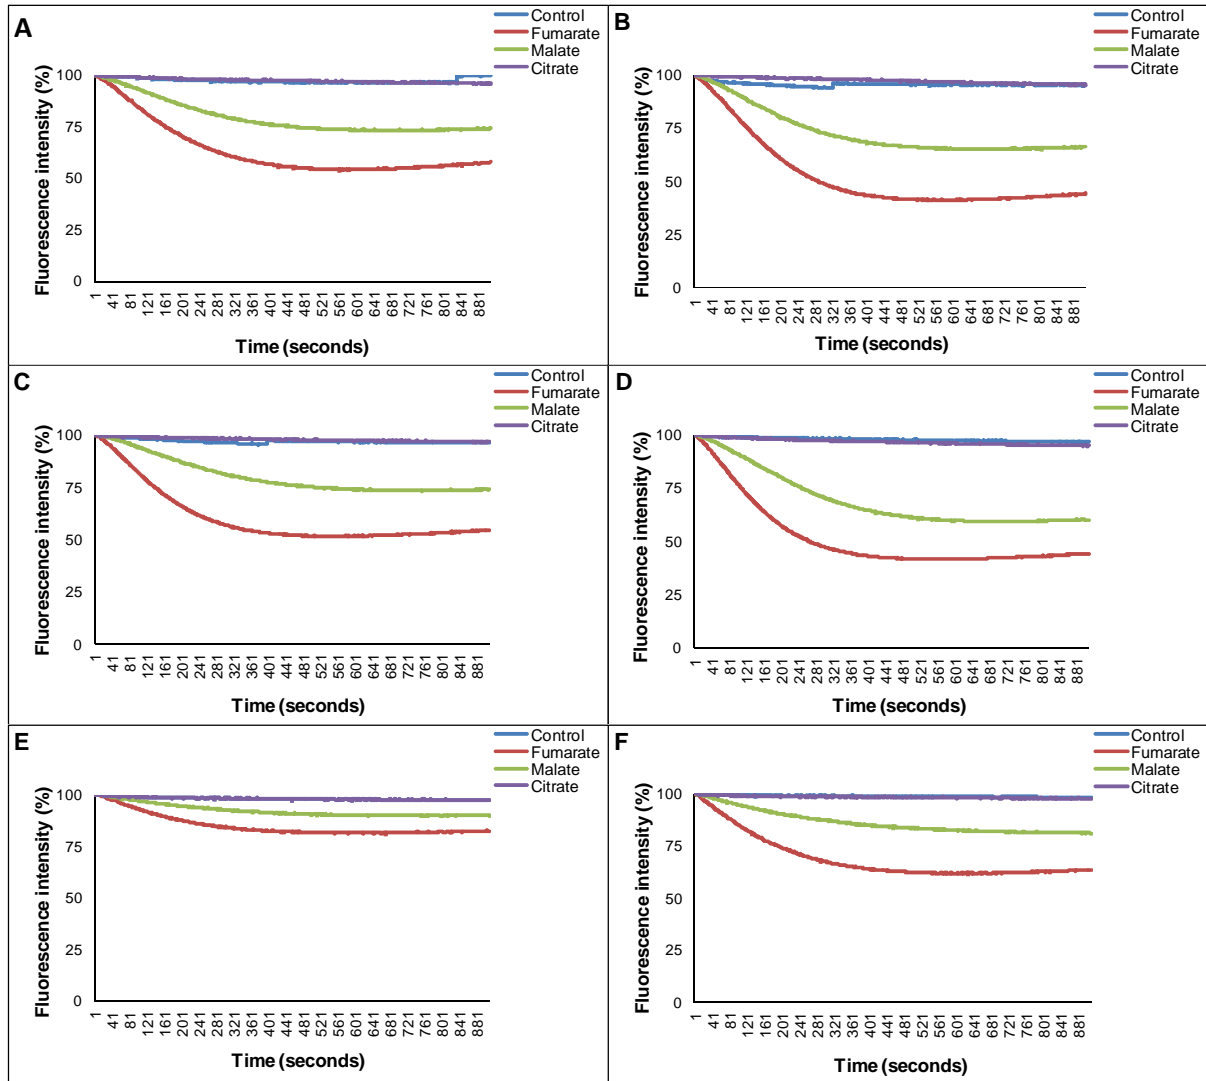 A
Control
Fumarate
Malate
Citrate
Fluorescence intensity (%)
100
75
50
25
0
1 41 81 121 161 201 241 281 321 361 401 441 481 521 561 601 641 681 721 761 801 841 881
Time (seconds)
B
Control
Fumarate
Malate
Citrate
Fluorescence intensity (%)
100
75
50
25
0
1 41 81 121 161 201 241 281 321 361 401 441 481 521 561 601 641 681 721 761 801 841 881
Time (seconds)
C
Control
Fumarate
Malate
Citrate
Fluorescence intensity (%)
100
75
50
25
0
1 41 81 121 161 201 241 281 321 361 401 441 481 521 561 601 641 681 721 761 801 841 881
Time (seconds)
D
Control
Fumarate
Malate
Citrate
Fluorescence intensity (%)
100
75
50
25
0
1 41 81 121 161 201 241 281 321 361 401 441 481 521 561 601 641 681 721 761 801 841 881
Time (seconds)
E
Control
Fumarate
Malate
Citrate
Fluorescence intensity (%)
100
75
50
25
0
1 41 81 121 161 201 241 281 321 361 401 441 481 521 561 601 641 681 721 761 801 841 881
Time (seconds)
F
Control
Fumarate
Malate
Citrate
Fluorescence intensity (%)
100
75
50
25
0
1 41 81 121 161 201 241 281 321 361 401 441 481 521 561 601 641 681 721 761 801 841 881
Time (seconds)